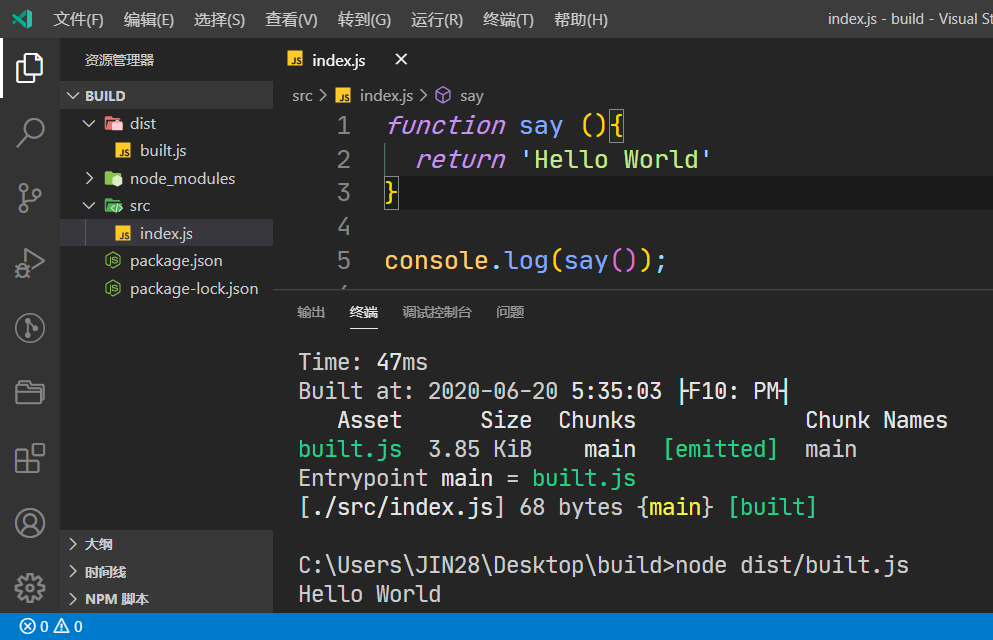 文件(F) 编辑(E) 选择(S) 查看(V) 转到(G) 运行(R) 终端(T) 帮助(H) index.js - build - Visual St
资源管理器
BUILD
dist
built.js
node_modules
src
index.js
package.json
package-lock.json
大纲
时间线
NPM 脚本
JS index.js
src > JS index.js > say
1 function say (){
2 return 'Hello World'
3 }
4
5 console.log(say());
输出 终端 调试控制台 问题
Time: 47ms
Built at: 2020-06-20 5:35:03 ├F10: PM┤
Asset Size Chunks Chunk Names
built.js 3.85 KiB main [emitted] main
Entrypoint main = built.js
[./src/index.js] 68 bytes {main} [built]
C:\Users\JIN28\Desktop\build>node dist/built.js
Hello World
0 0